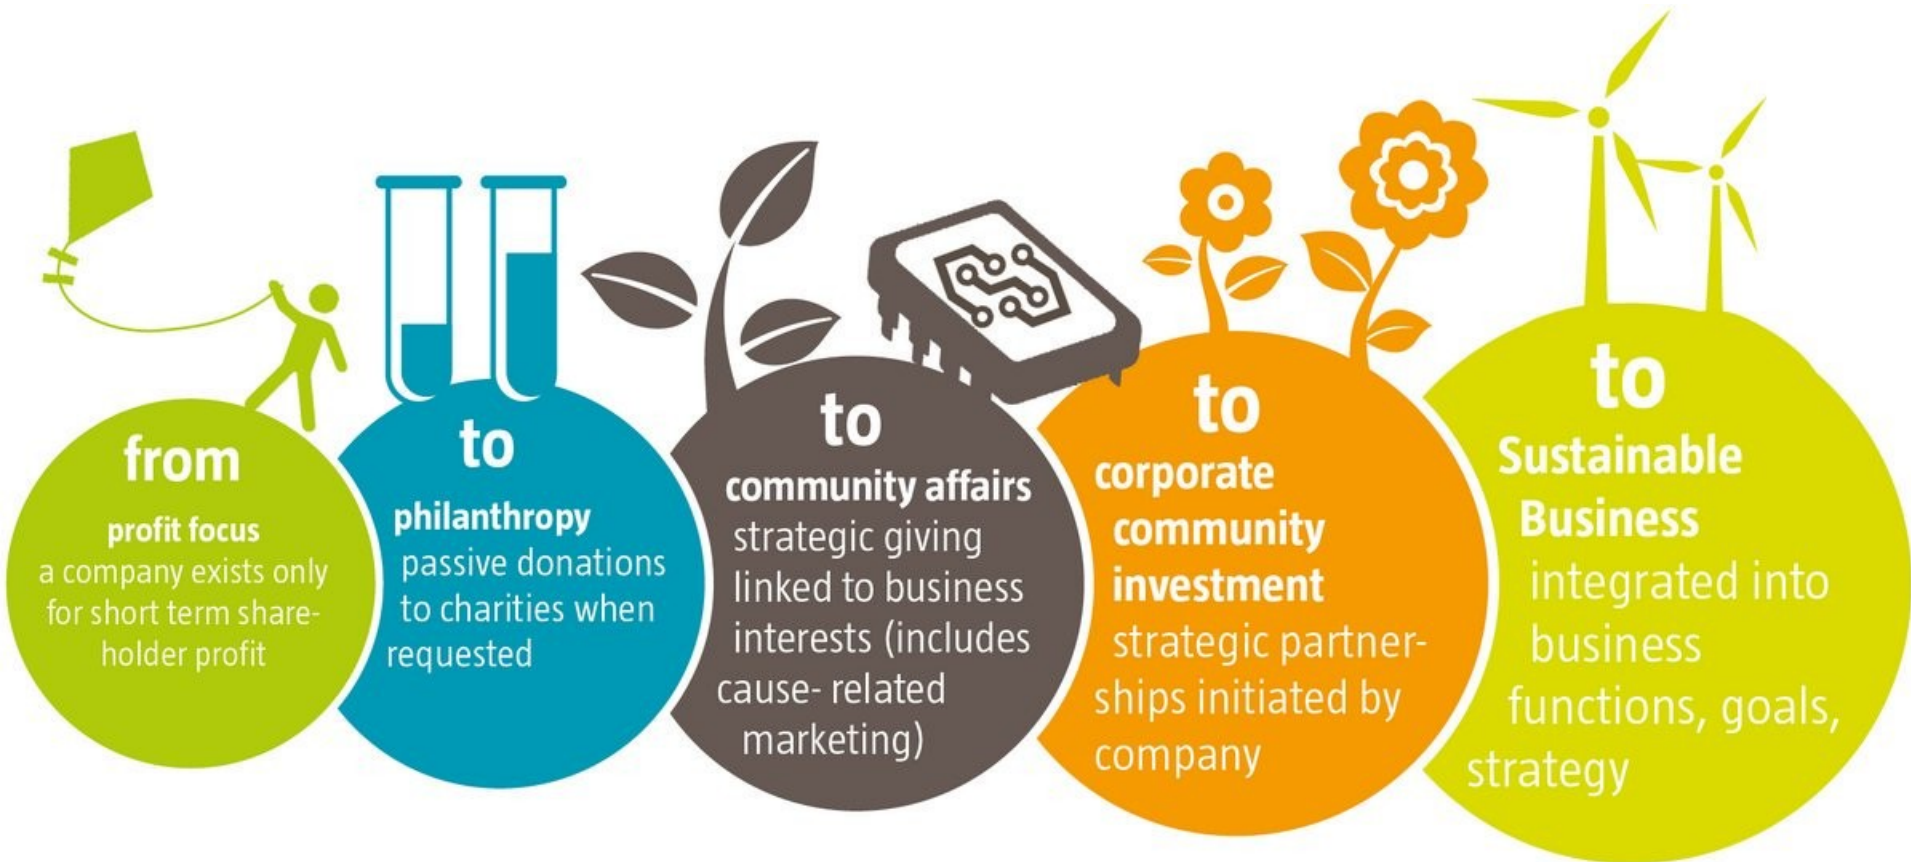 from
profit focus
a company exists only
for short term share-
holder profit
to
philanthropy
passive donations
to charities when
requested
to
community affairs
strategic giving
linked to business
interests (includes
cause- related
marketing)
to
corporate
community
investment
strategic partner-
ships initiated by
company
to
Sustainable
Business
integrated into
business
functions, goals,
strategy